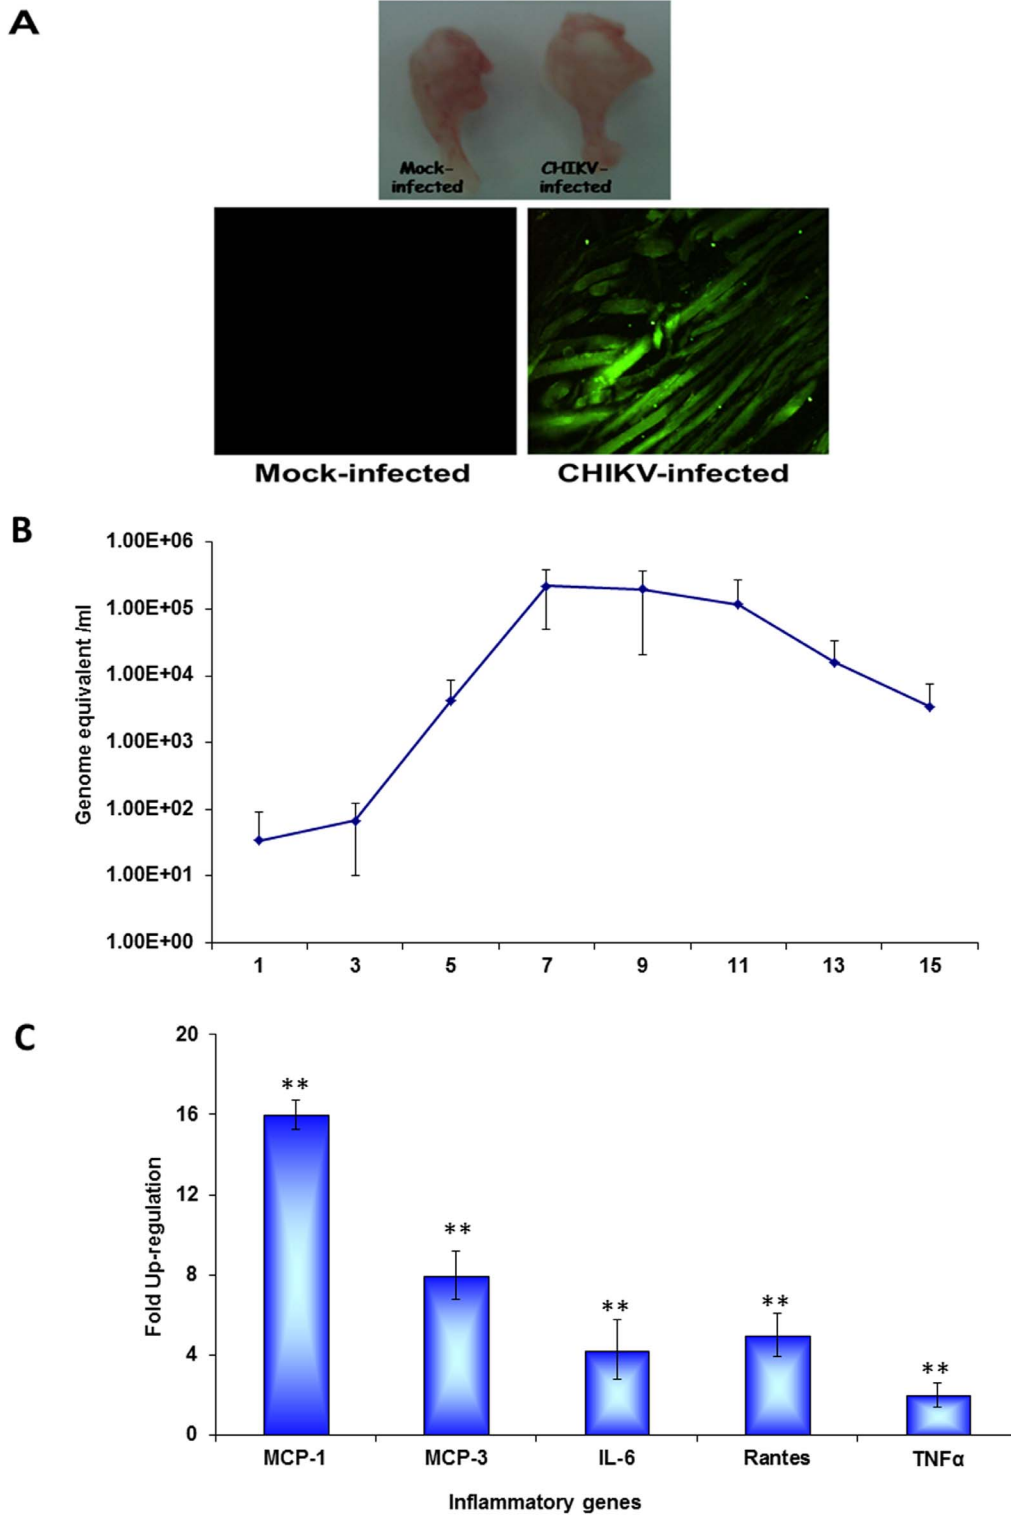 A
Mock-
infected
CHIKV-
infected
Mock-infected
CHIKV-infected
B
1.00E+06
1.00E+05
1.00E+04
1.00E+03
1.00E+02
1.00E+01
1.00E+00
Genome equivalent /ml
1 3 5 7 9 11 13 15
C
20
16
12
8
4
0
Fold Up-regulation
**
**
**
**
**
MCP-1 MCP-3 IL-6 Rantes TNFα
Inflammatory genes